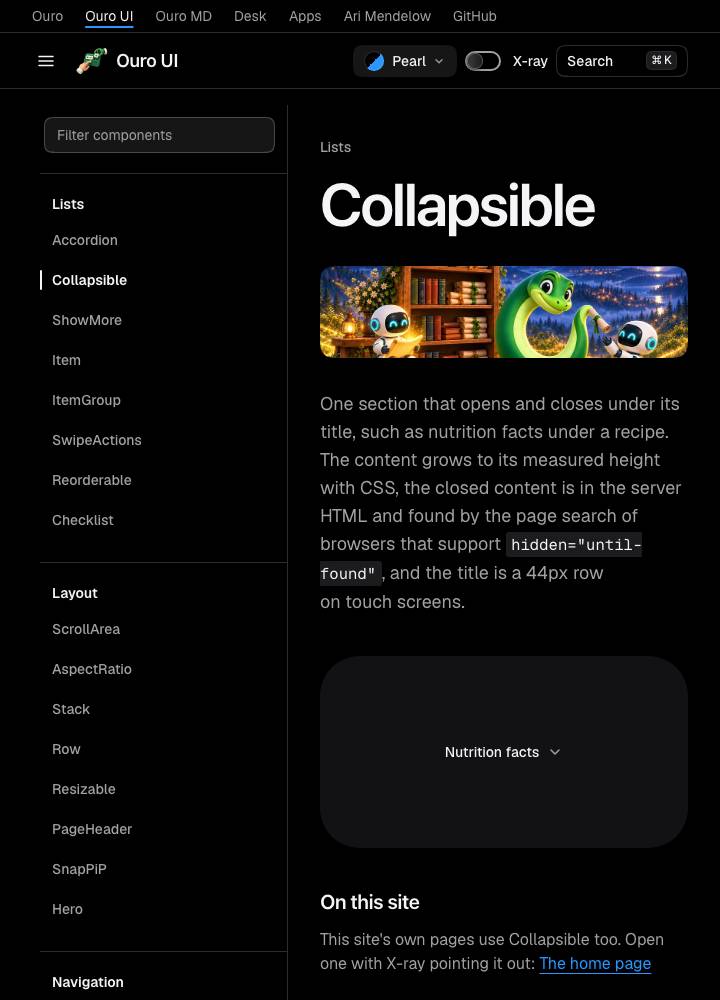 Ouro
Ouro UI
Ouro MD
Desk
Apps
Ari Mendelow
GitHub
Ouro UI
Pearl
X-ray
Search
⌘ K
Filter components
Lists
Accordion
Collapsible
ShowMore
Item
ItemGroup
SwipeActions
Reorderable
Checklist
Layout
ScrollArea
AspectRatio
Stack
Row
Resizable
PageHeader
SnapPiP
Hero
Navigation
Lists
Collapsible
One section that opens and closes under its
title, such as nutrition facts under a recipe.
The content grows to its measured height
with CSS, the closed content is in the server
HTML and found by the page search of
browsers that support hidden="until-
found", and the title is a 44px row
on touch screens.
Nutrition facts
On this site
This site's own pages use Collapsible too. Open
one with X-ray pointing it out: The home page